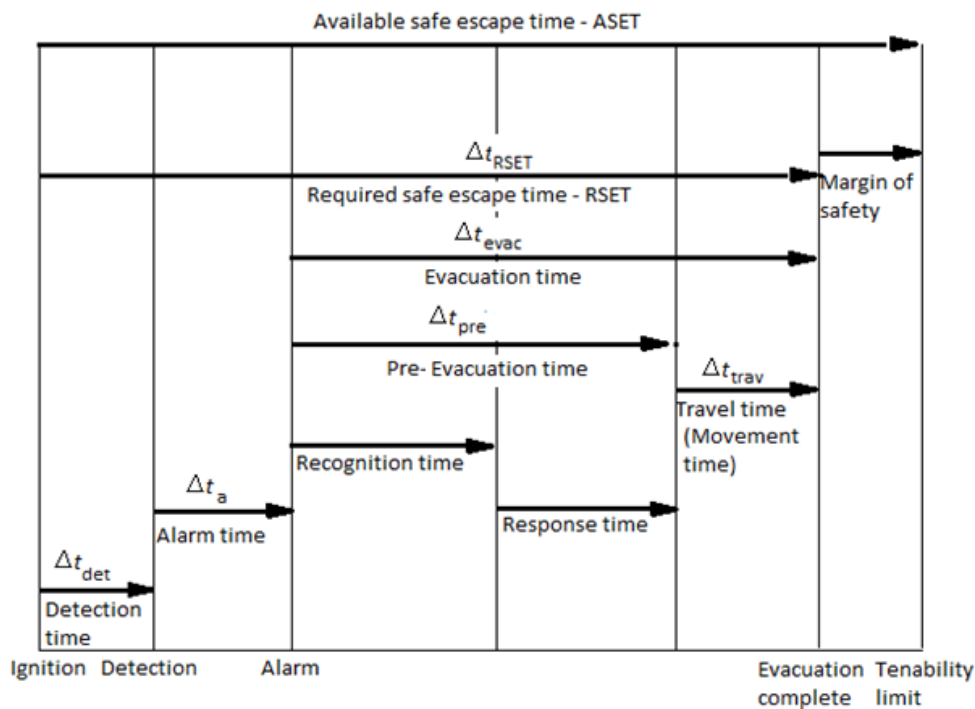 Available safe escape time - ASET
Δt_RSET
Required safe escape time - RSET
Margin of
safety
Δt_evac
Evacuation time
Δt_pre
Pre- Evacuation time
Δt_trav
Travel time
(Movement
time)
Recognition time
Δt_a
Alarm time
Response time
Δt_det
Detection
time
Ignition Detection Alarm Evacuation Tenability
complete limit